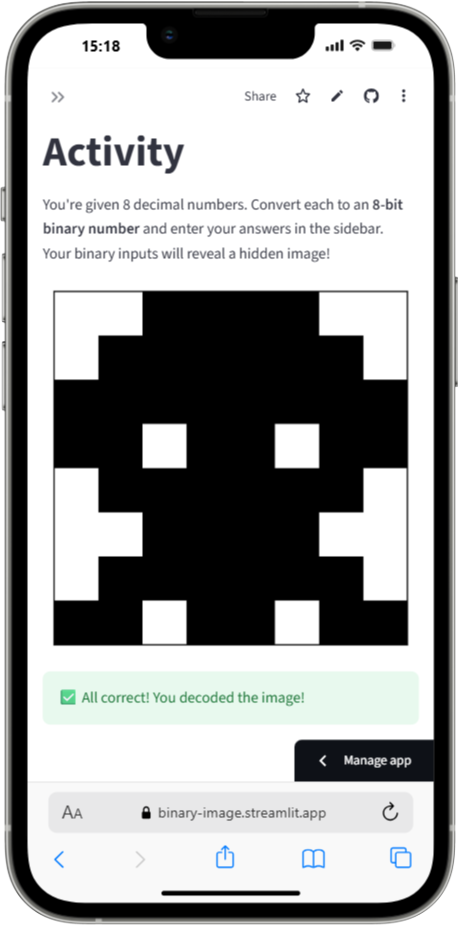 15:18
Share
Activity
You're given 8 decimal numbers. Convert each to an 8-bit
binary number and enter your answers in the sidebar.
Your binary inputs will reveal a hidden image!
✅ All correct! You decoded the image!
Manage app
AA binary-image.streamlit.app